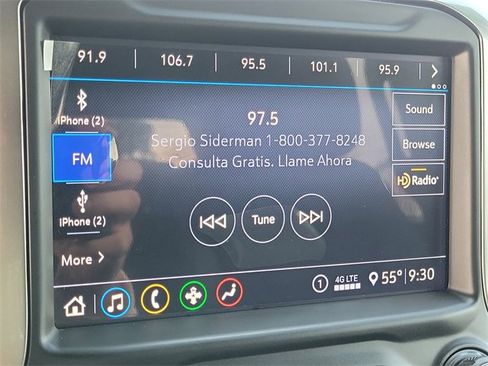 91.9 106.7 95.5 101.1 95.9
iPhone (2)
97.5
Sound
Sergio Siderman 1-800-377-8248
Consulta Gratis. Llame Ahora
Browse
FM
HD Radio
iPhone (2)
Tune
More
1 4G LTE 55° 9:30